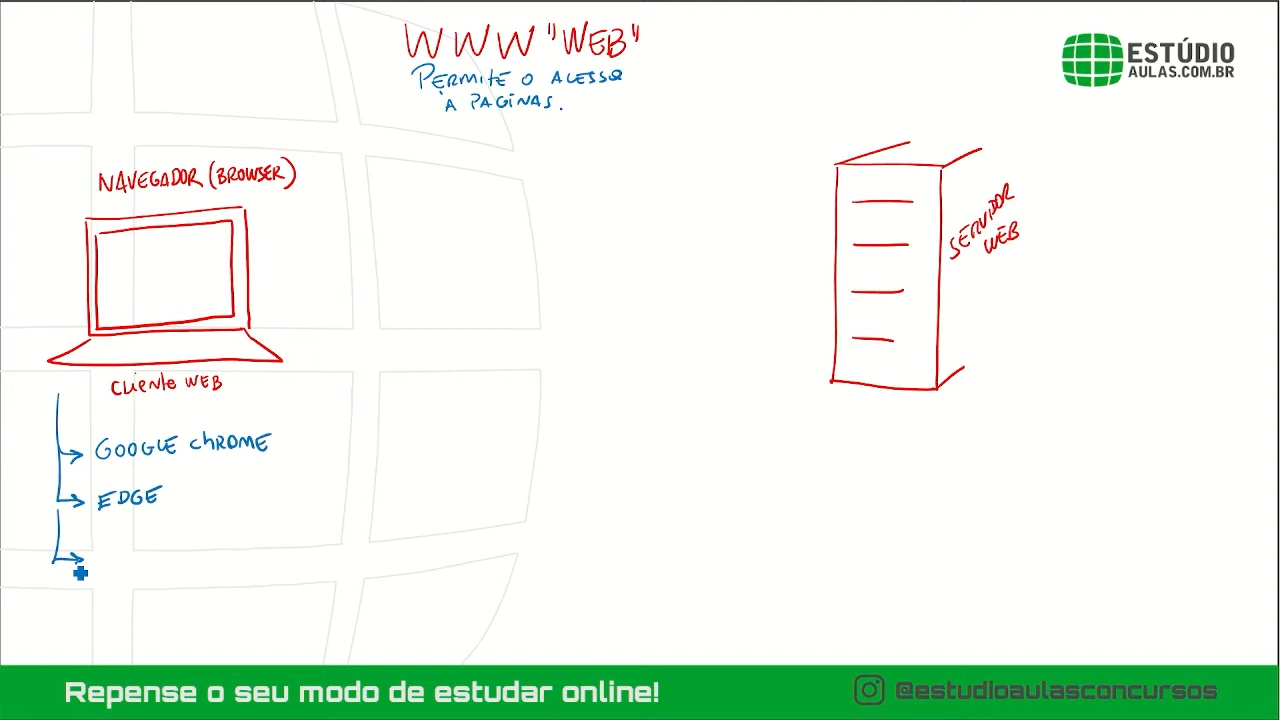 WWW "WEB"
PERMITE O ACESSO
A PAGINAS.
ESTÚDIO
AULAS.COM.BR
NAVEGADOR (BROWSER)
SERVIDOR
WEB
CLIENTE WEB
GOOGLE CHROME
EDGE
Repense o seu modo de estudar online!
@estudioaulasconcursos